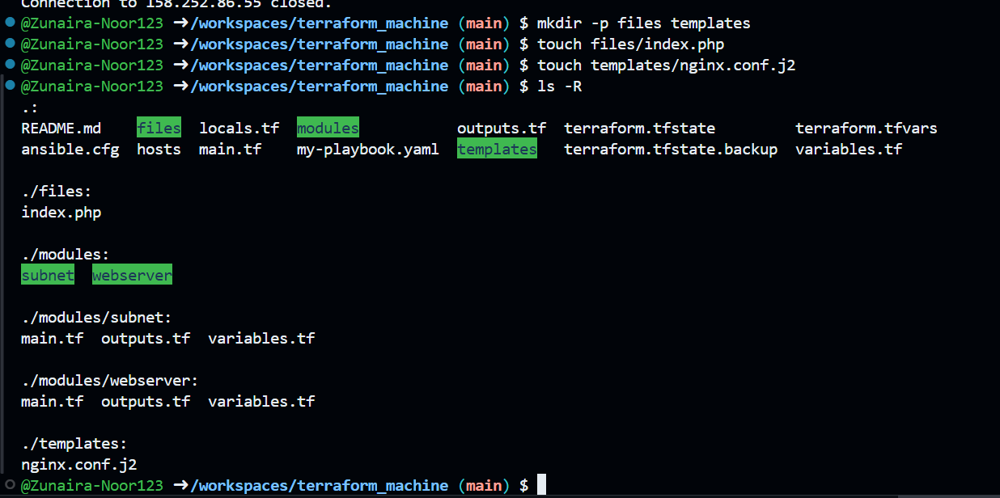 Connection to 158.252.86.55 closed.
@Zunaira-Noor123 ➜/workspaces/terraform_machine (main) $ mkdir -p files templates
@Zunaira-Noor123 ➜/workspaces/terraform_machine (main) $ touch files/index.php
@Zunaira-Noor123 ➜/workspaces/terraform_machine (main) $ touch templates/nginx.conf.j2
@Zunaira-Noor123 ➜/workspaces/terraform_machine (main) $ ls -R
.:
README.md    files  locals.tf  modules           outputs.tf  terraform.tfstate         terraform.tfvars
ansible.cfg  hosts  main.tf    my-playbook.yaml  templates   terraform.tfstate.backup  variables.tf

./files:
index.php

./modules:
subnet  webserver

./modules/subnet:
main.tf  outputs.tf  variables.tf

./modules/webserver:
main.tf  outputs.tf  variables.tf

./templates:
nginx.conf.j2
@Zunaira-Noor123 ➜/workspaces/terraform_machine (main) $